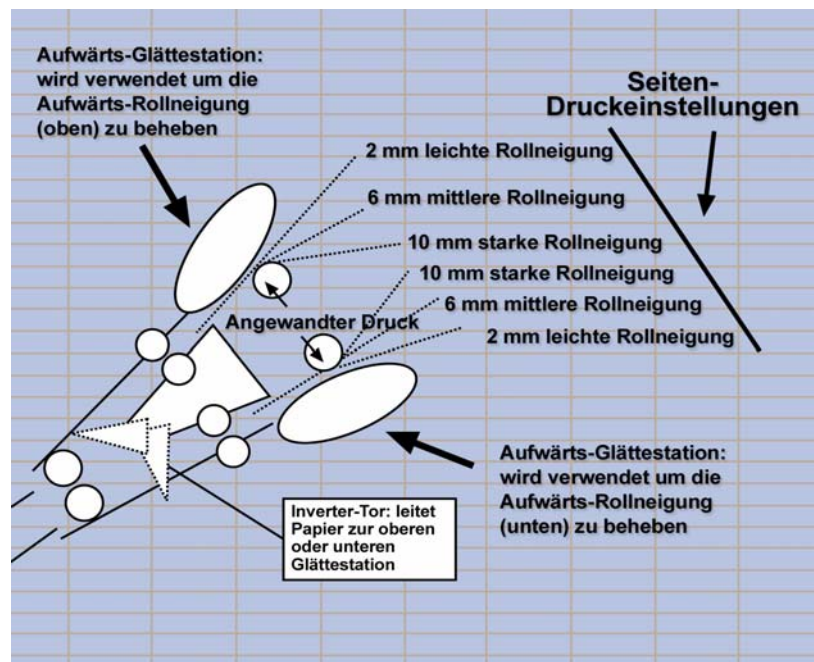 Aufwärts-Glättestation:
wird verwendet um die
Aufwärts-Rollneigung
(oben) zu beheben
Seiten-
Druckeinstellungen
2 mm leichte Rollneigung
6 mm mittlere Rollneigung
10 mm starke Rollneigung
10 mm starke Rollneigung
6 mm mittlere Rollneigung
2 mm leichte Rollneigung
Angewandter Druck
Aufwärts-Glättestation:
wird verwendet um die
Aufwärts-Rollneigung
(unten) zu beheben
Inverter-Tor: leitet
Papier zur oberen
oder unteren
Glättestation